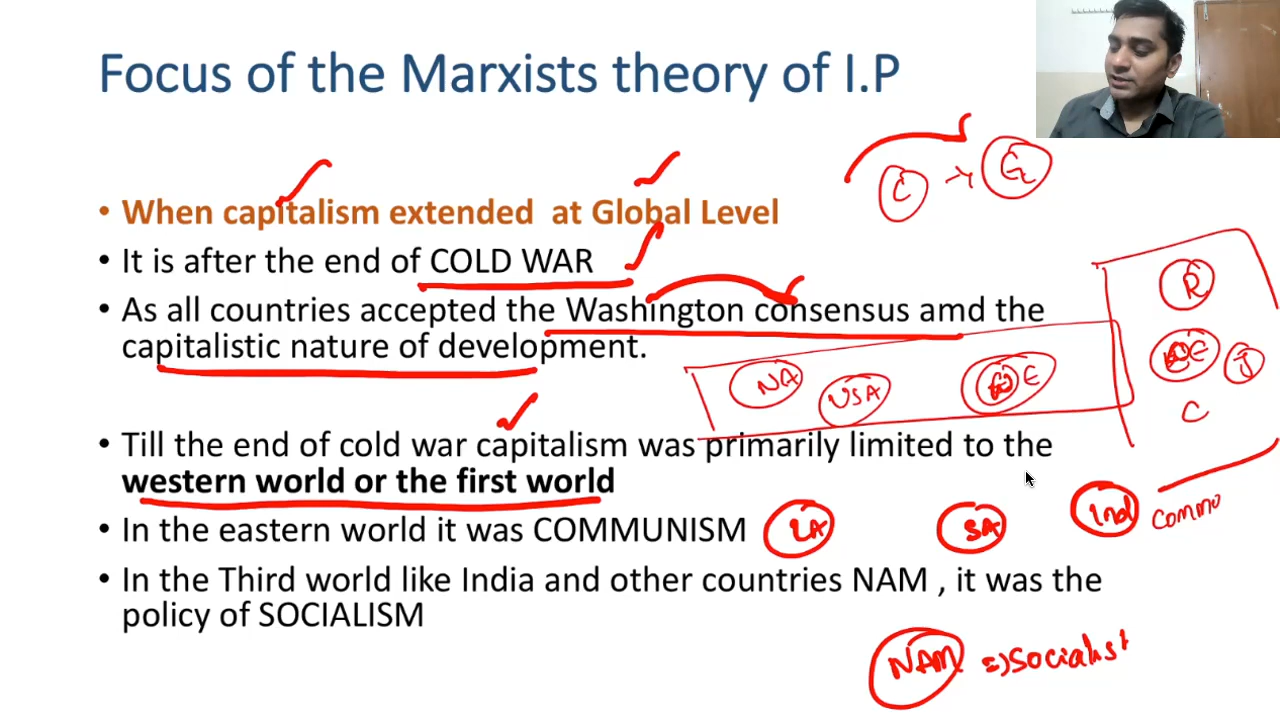 Focus of the Marxists theory of I.P
• When capitalism extended at Global Level
• It is after the end of COLD WAR
• As all countries accepted the Washington consensus amd the
capitalistic nature of development.
• Till the end of cold war capitalism was primarily limited to the
western world or the first world
• In the eastern world it was COMMUNISM
• In the Third world like India and other countries NAM , it was the
policy of SOCIALISM
C → G
R
E
J
C
NA USA E
LA SA Ind Commu
NAM => Socialist